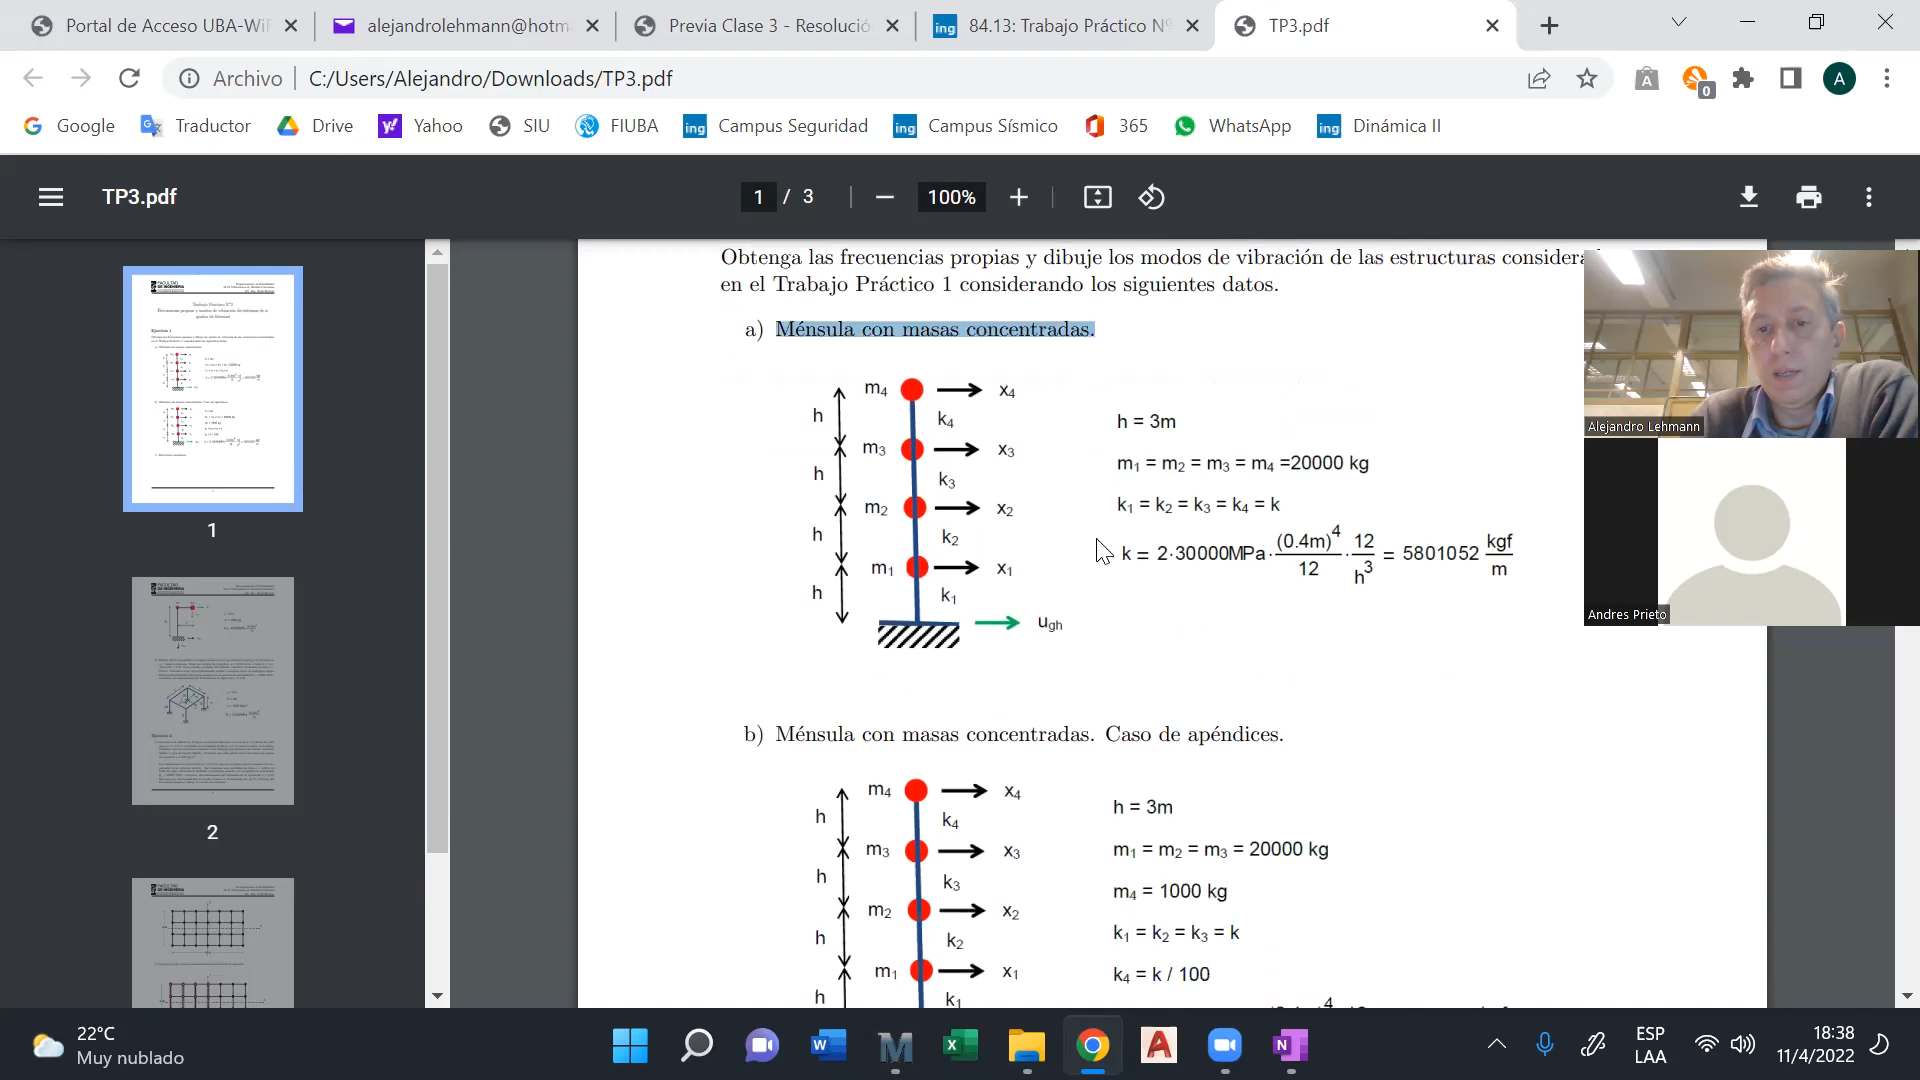 Portal de Acceso UBA-WiF
alejandrolehmann@hotm
Previa Clase 3 - Resolució
84.13: Trabajo Práctico Nº
TP3.pdf
Archivo
C:/Users/Alejandro/Downloads/TP3.pdf
A
0
A
Google
Traductor
Drive
Yahoo
SIU
FIUBA
Campus Seguridad
Campus Sísmico
365
WhatsApp
Dinámica II
TP3.pdf
1 / 3
100%
Obtenga las frecuencias propias y dibuje los modos de vibración de las estructuras considera
en el Trabajo Práctico 1 considerando los siguientes datos.
a) Ménsula con masas concentradas.
m₄
x₄
h
k₄
m₃
x₃
h
k₃
m₂
x₂
h
k₂
m₁
x₁
h
k₁
u_gh
h = 3m
m₁ = m₂ = m₃ = m₄ =20000 kg
k₁ = k₂ = k₃ = k₄ = k
k = 2·30000MPa·(0.4m)⁴/12·12/h³ = 5801052 kgf/m
Alejandro Lehmann
Andres Prieto
b) Ménsula con masas concentradas. Caso de apéndices.
m₄
x₄
h
k₄
m₃
x₃
h
k₃
m₂
x₂
h
k₂
m₁
x₁
h
k₁
h = 3m
m₁ = m₂ = m₃ = 20000 kg
m₄ = 1000 kg
k₁ = k₂ = k₃ = k
k₄ = k / 100
1
2
22°C
Muy nublado
ESP
LAA
18:38
11/4/2022